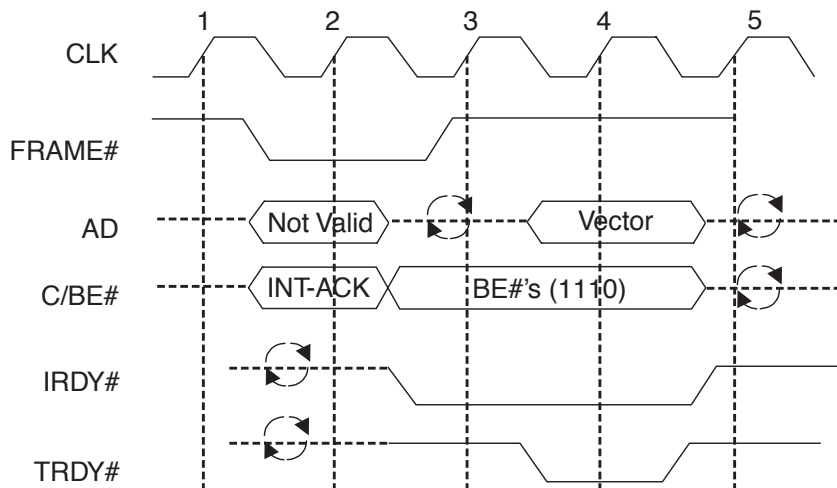 1 2 3 4 5
CLK
FRAME#
AD Not Valid Vector
C/BE# INT-ACK BE#'s (1110)
IRDY#
TRDY#